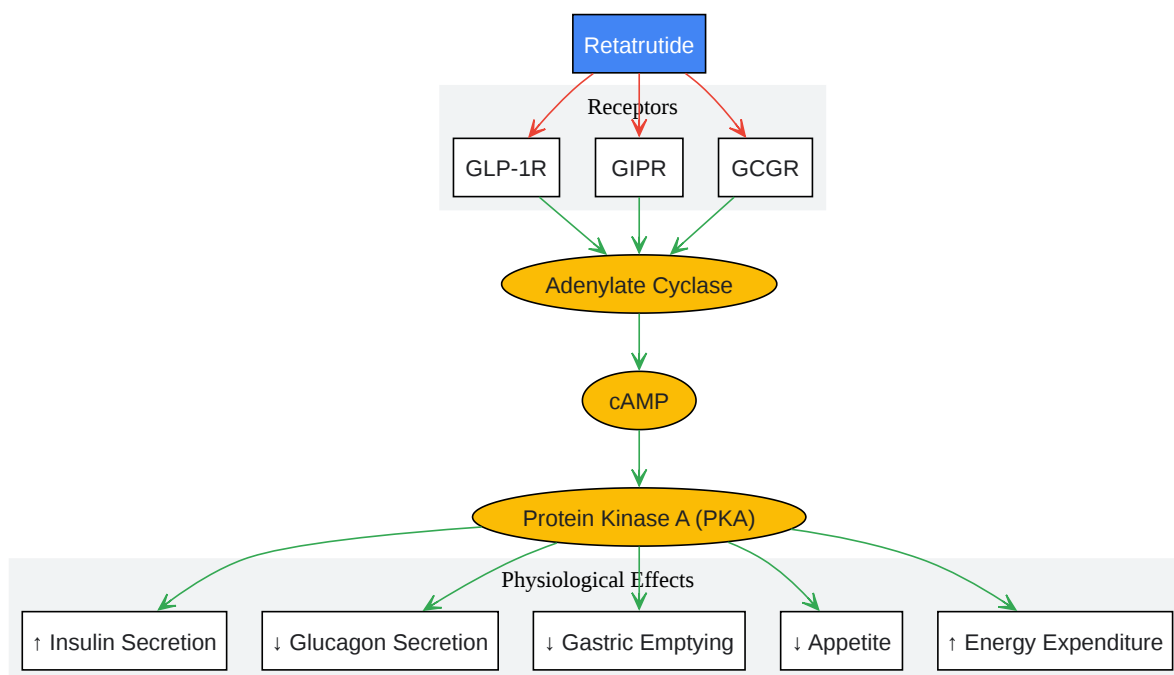 Retatrutide
Receptors
GLP-1R
GIPR
GCGR
Adenylate Cyclase
cAMP
Protein Kinase A (PKA)
Physiological Effects
↑ Insulin Secretion
↓ Glucagon Secretion
↓ Gastric Emptying
↓ Appetite
↑ Energy Expenditure